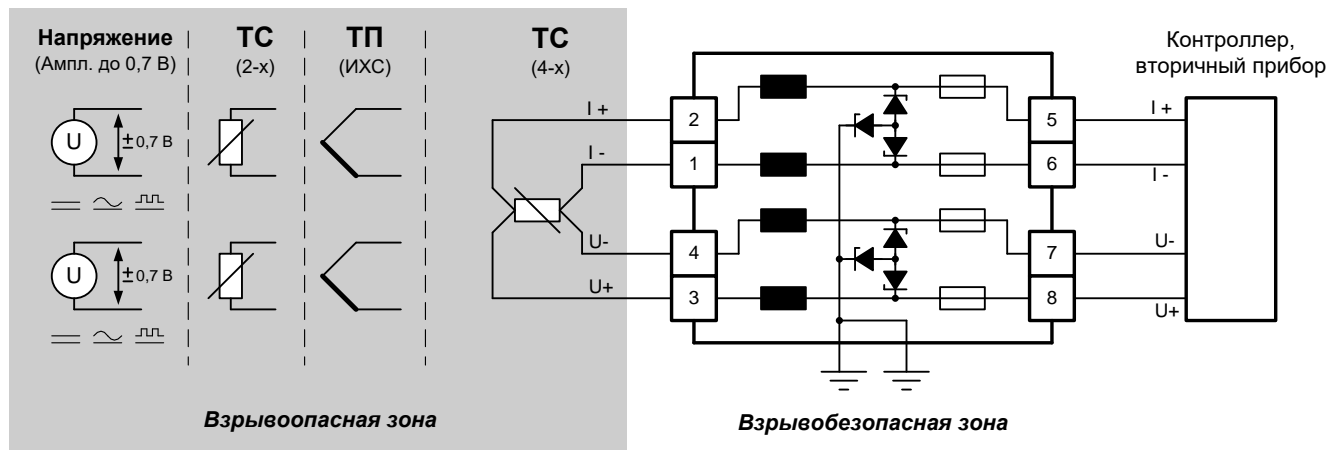 Напряжение
(Ампл. до 0,7 В)
ТС
(2-х)
ТП
(ИХС)
ТС
(4-х)
Контроллер,
вторичный прибор
U
± 0,7 В
U
± 0,7 В
I +
I -
U-
U+
2
1
4
3
5
6
7
8
I +
I -
U-
U+
Взрывоопасная зона
Взрывобезопасная зона